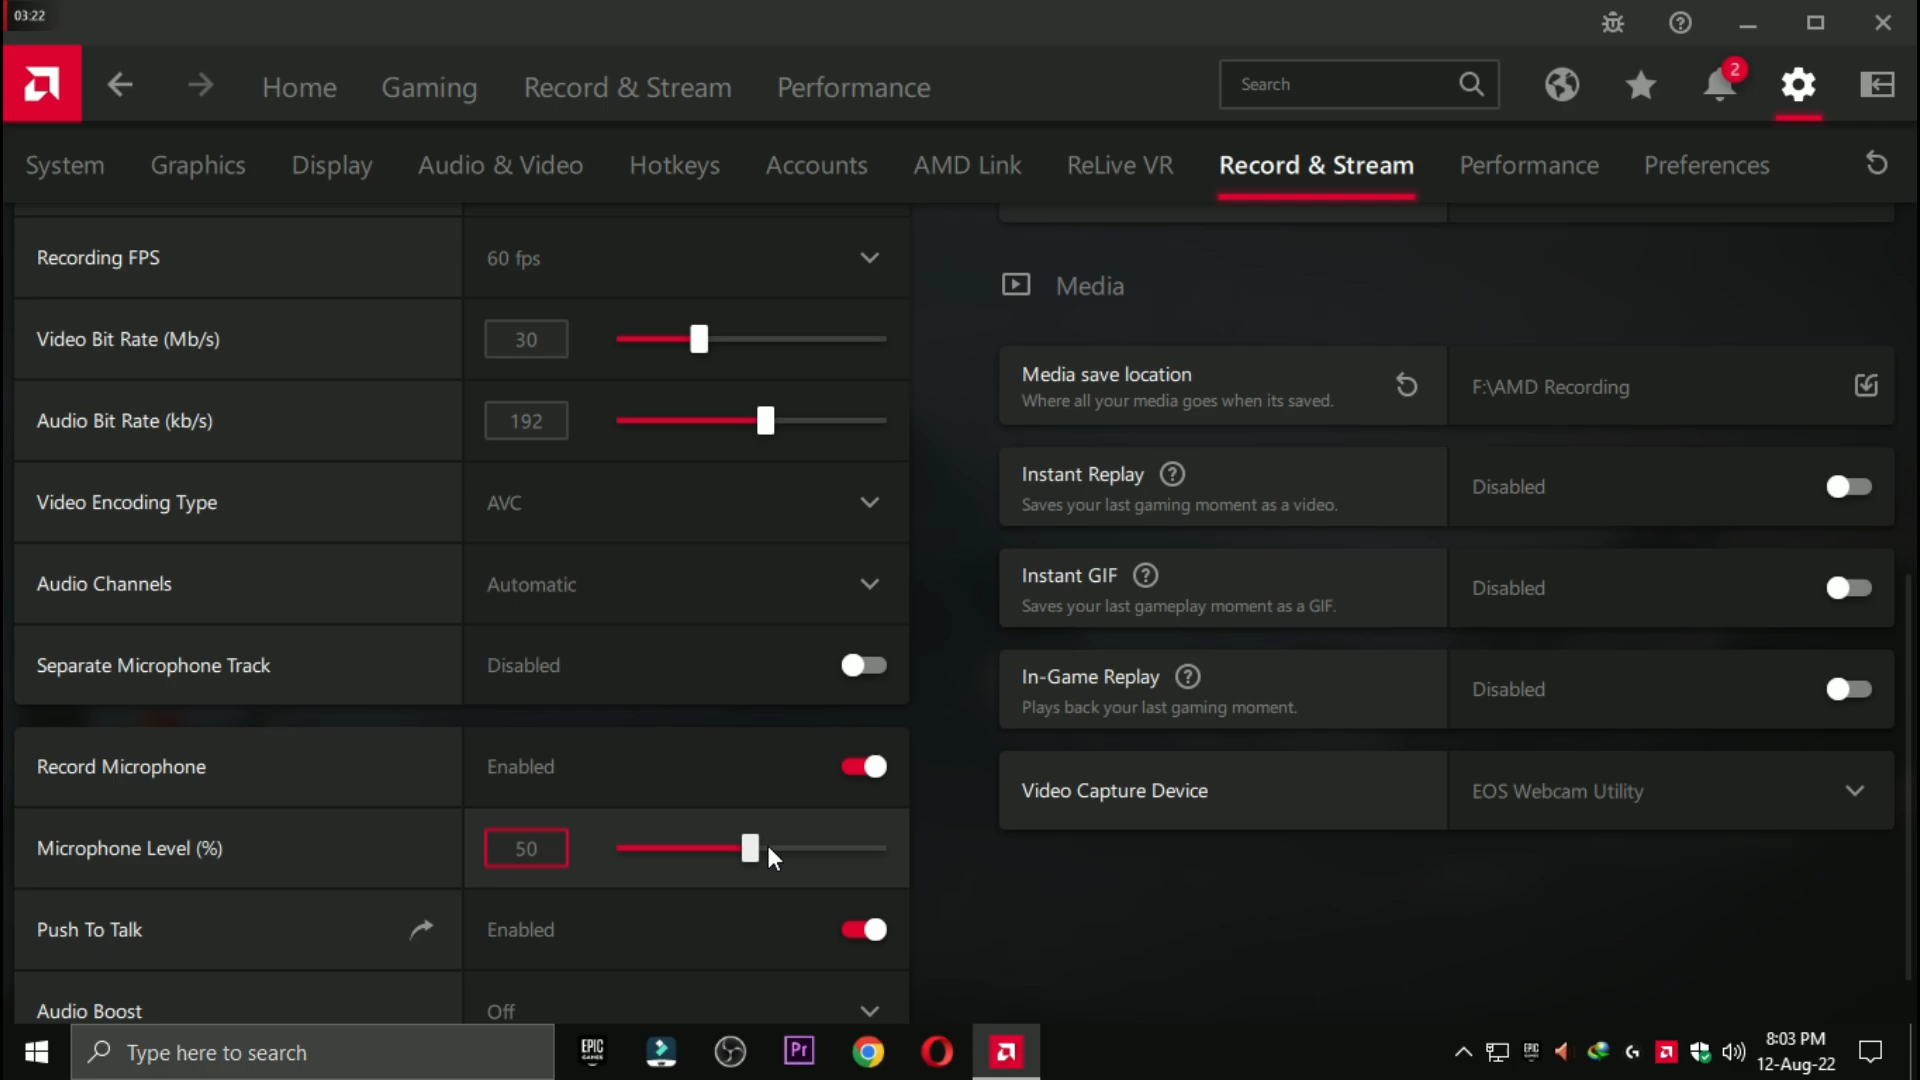 03:22
Home
Gaming
Record & Stream
Performance
Search
2
System
Graphics
Display
Audio & Video
Hotkeys
Accounts
AMD Link
ReLive VR
Record & Stream
Performance
Preferences
Recording FPS
60 fps
Video Bit Rate (Mb/s)
30
Audio Bit Rate (kb/s)
192
Video Encoding Type
AVC
Audio Channels
Automatic
Separate Microphone Track
Disabled
Record Microphone
Enabled
Microphone Level (%)
50
Push To Talk
Enabled
Audio Boost
Off
Media
Media save location
Where all your media goes when its saved.
F:\AMD Recording
Instant Replay
Saves your last gaming moment as a video.
Disabled
Instant GIF
Saves your last gameplay moment as a GIF.
Disabled
In-Game Replay
Plays back your last gaming moment.
Disabled
Video Capture Device
EOS Webcam Utility
Type here to search
EPIC
GAMES
Pr
8:03 PM
12-Aug-22